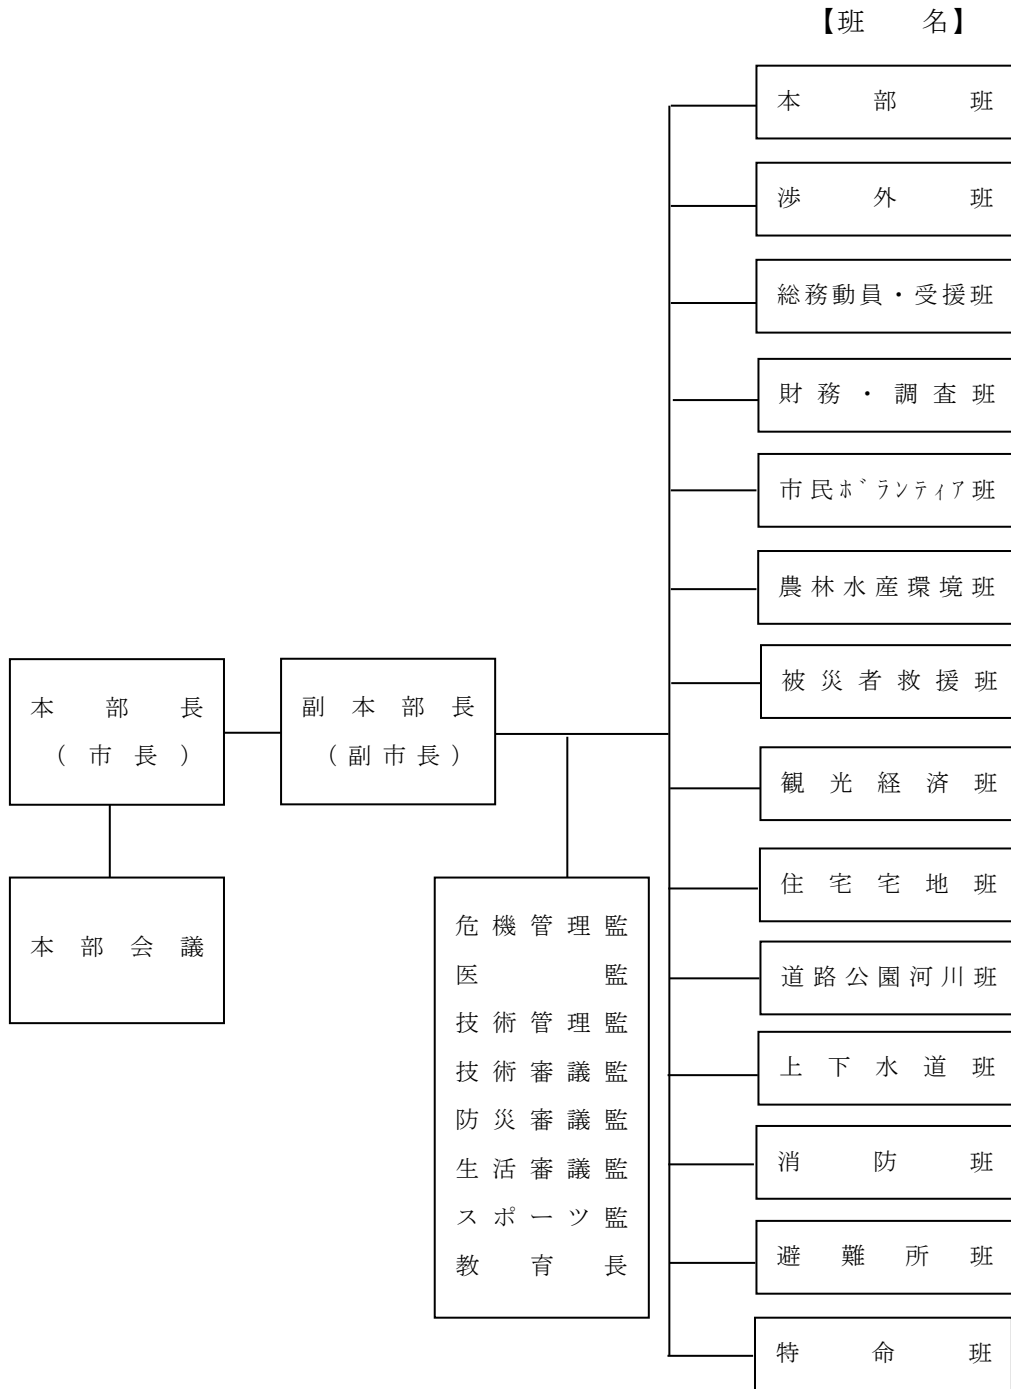 【班　名】
本部班
渉外班
総務動員・受援班
財務・調査班
市民ボランティア班
農林水産環境班
被災者救援班
観光経済班
住宅宅地班
道路公園河川班
上下水道班
消防班
避難所班
特命班
本部長
（市長）
副本部長
（副市長）
本部会議
危機管理監
医監
技術管理監
技術審議監
防災審議監
生活審議監
スポーツ監
教育長